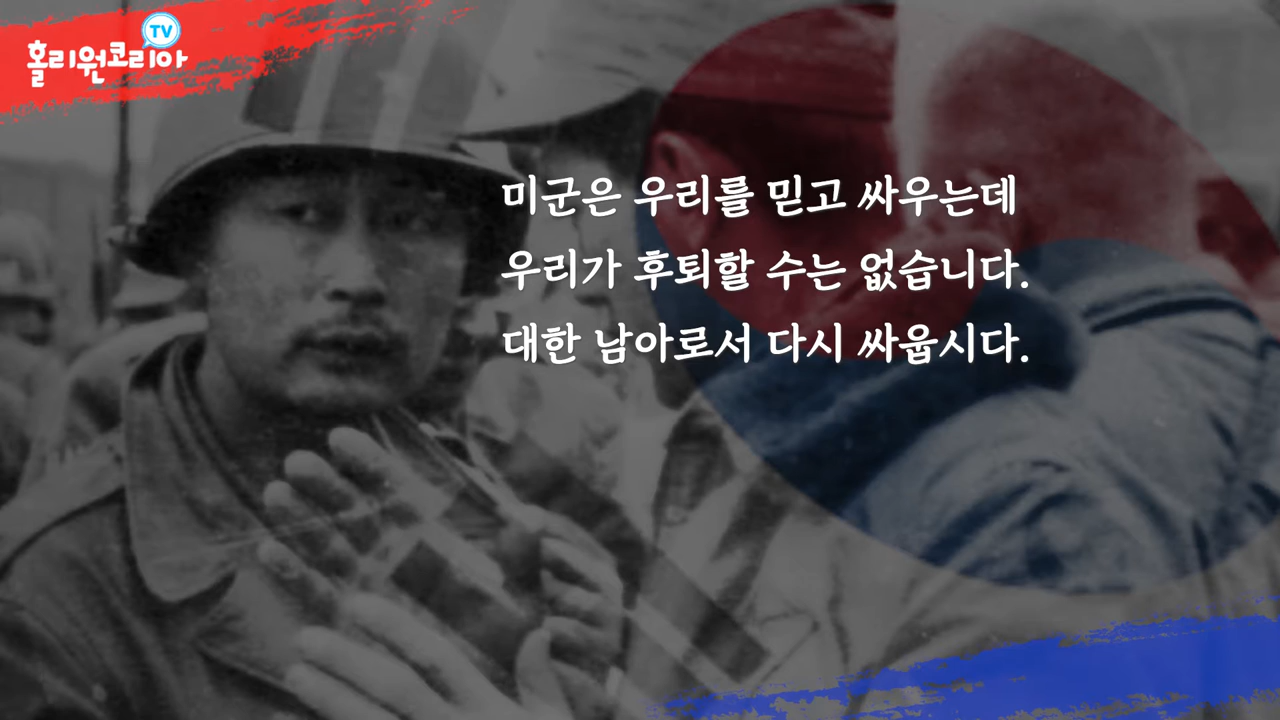 TV
홀리원코리아
미군은 우리를 믿고 싸우는데
우리가 후퇴할 수는 없습니다.
대한 남아로서 다시 싸웁시다.